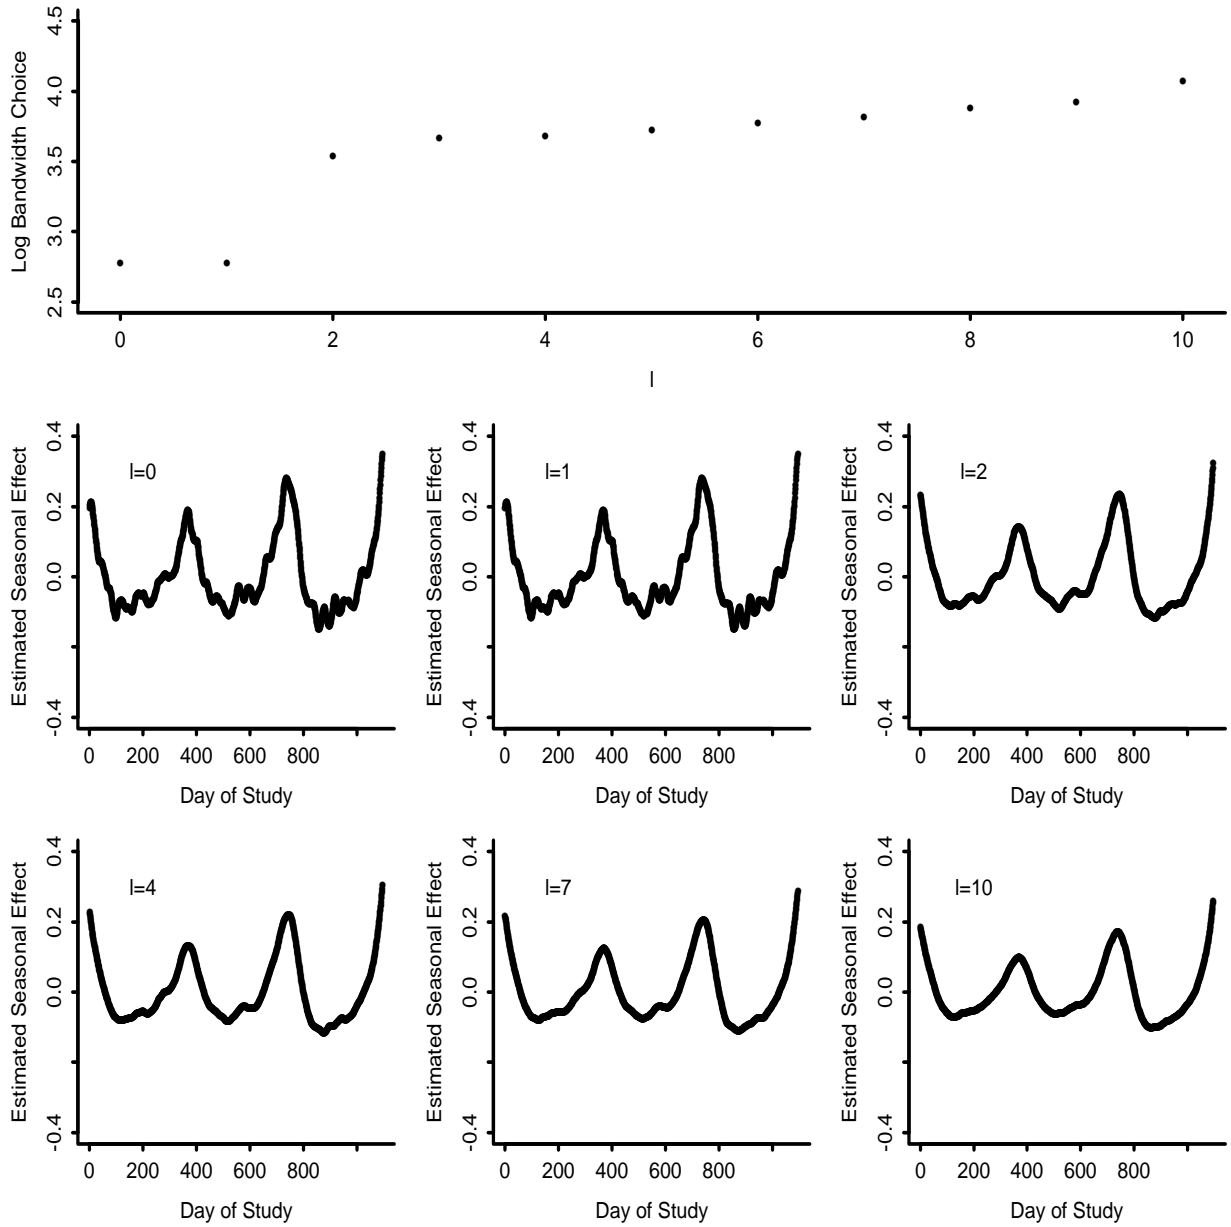 Log Bandwidth Choice
4.5
4.0
3.5
3.0
2.5
0 2 4 6 8 10
l
Estimated Seasonal Effect
0.4
0.2
0.0
-0.4
l=0
0 200 400 600 800
Day of Study
Estimated Seasonal Effect
0.4
0.2
0.0
-0.4
l=1
0 200 400 600 800
Day of Study
Estimated Seasonal Effect
0.4
0.2
0.0
-0.4
l=2
0 200 400 600 800
Day of Study
Estimated Seasonal Effect
0.4
0.2
0.0
-0.4
l=4
0 200 400 600 800
Day of Study
Estimated Seasonal Effect
0.4
0.2
0.0
-0.4
l=7
0 200 400 600 800
Day of Study
Estimated Seasonal Effect
0.4
0.2
0.0
-0.4
l=10
0 200 400 600 800
Day of Study